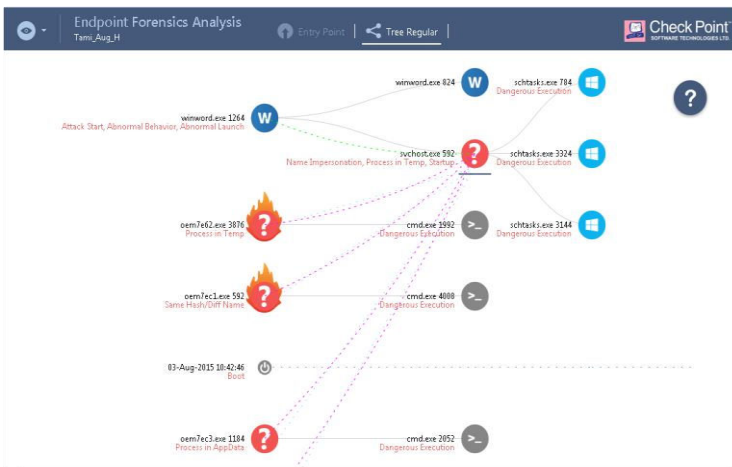 Endpoint Forensics Analysis
Tami_Aug_H
Entry Point
Tree Regular
Check Point
SOFTWARE TECHNOLOGIES LTD.
winword.exe 824
W
schtasks.exe 784
Dangerous Execution
?
winword.exe 1264
Attack Start, Abnormal Behavior, Abnormal Launch
W
svchost.exe 592
Name Impersonation, Process in Temp, Startup
?
schtasks.exe 3324
Dangerous Execution
oem7e62.exe 3876
Process in Temp
?
cmd.exe 1992
Dangerous Execution
>_
schtasks.exe 3144
Dangerous Execution
oem7ec1.exe 592
Same Hash/Diff Name
?
cmd.exe 4008
Dangerous Execution
>_
03-Aug-2015 10:42:46
Boot
oem7ec3.exe 1184
Process in AppData
?
cmd.exe 2052
Dangerous Execution
>_